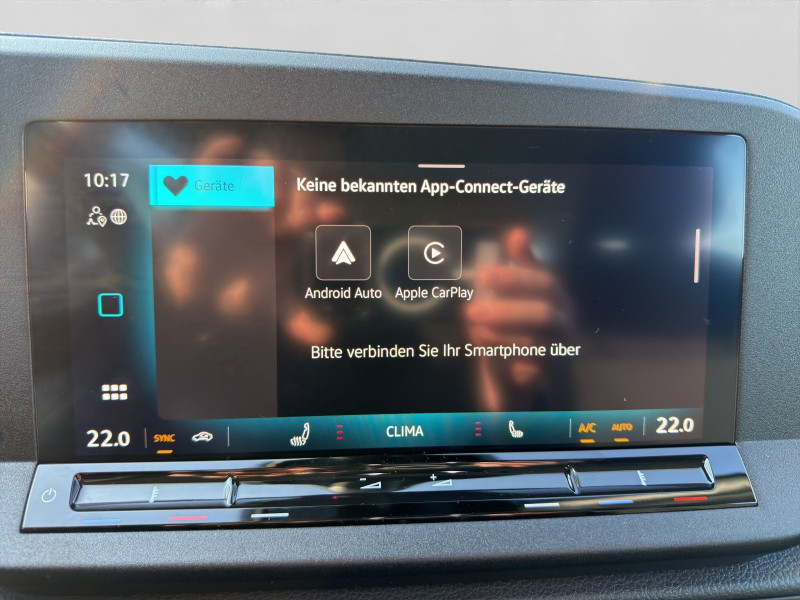 10:17
Geräte
Keine bekannten App-Connect-Geräte
Android Auto
Apple CarPlay
Bitte verbinden Sie Ihr Smartphone über
22.0
SYNC
CLIMA
A/C
AUTO
22.0
- +